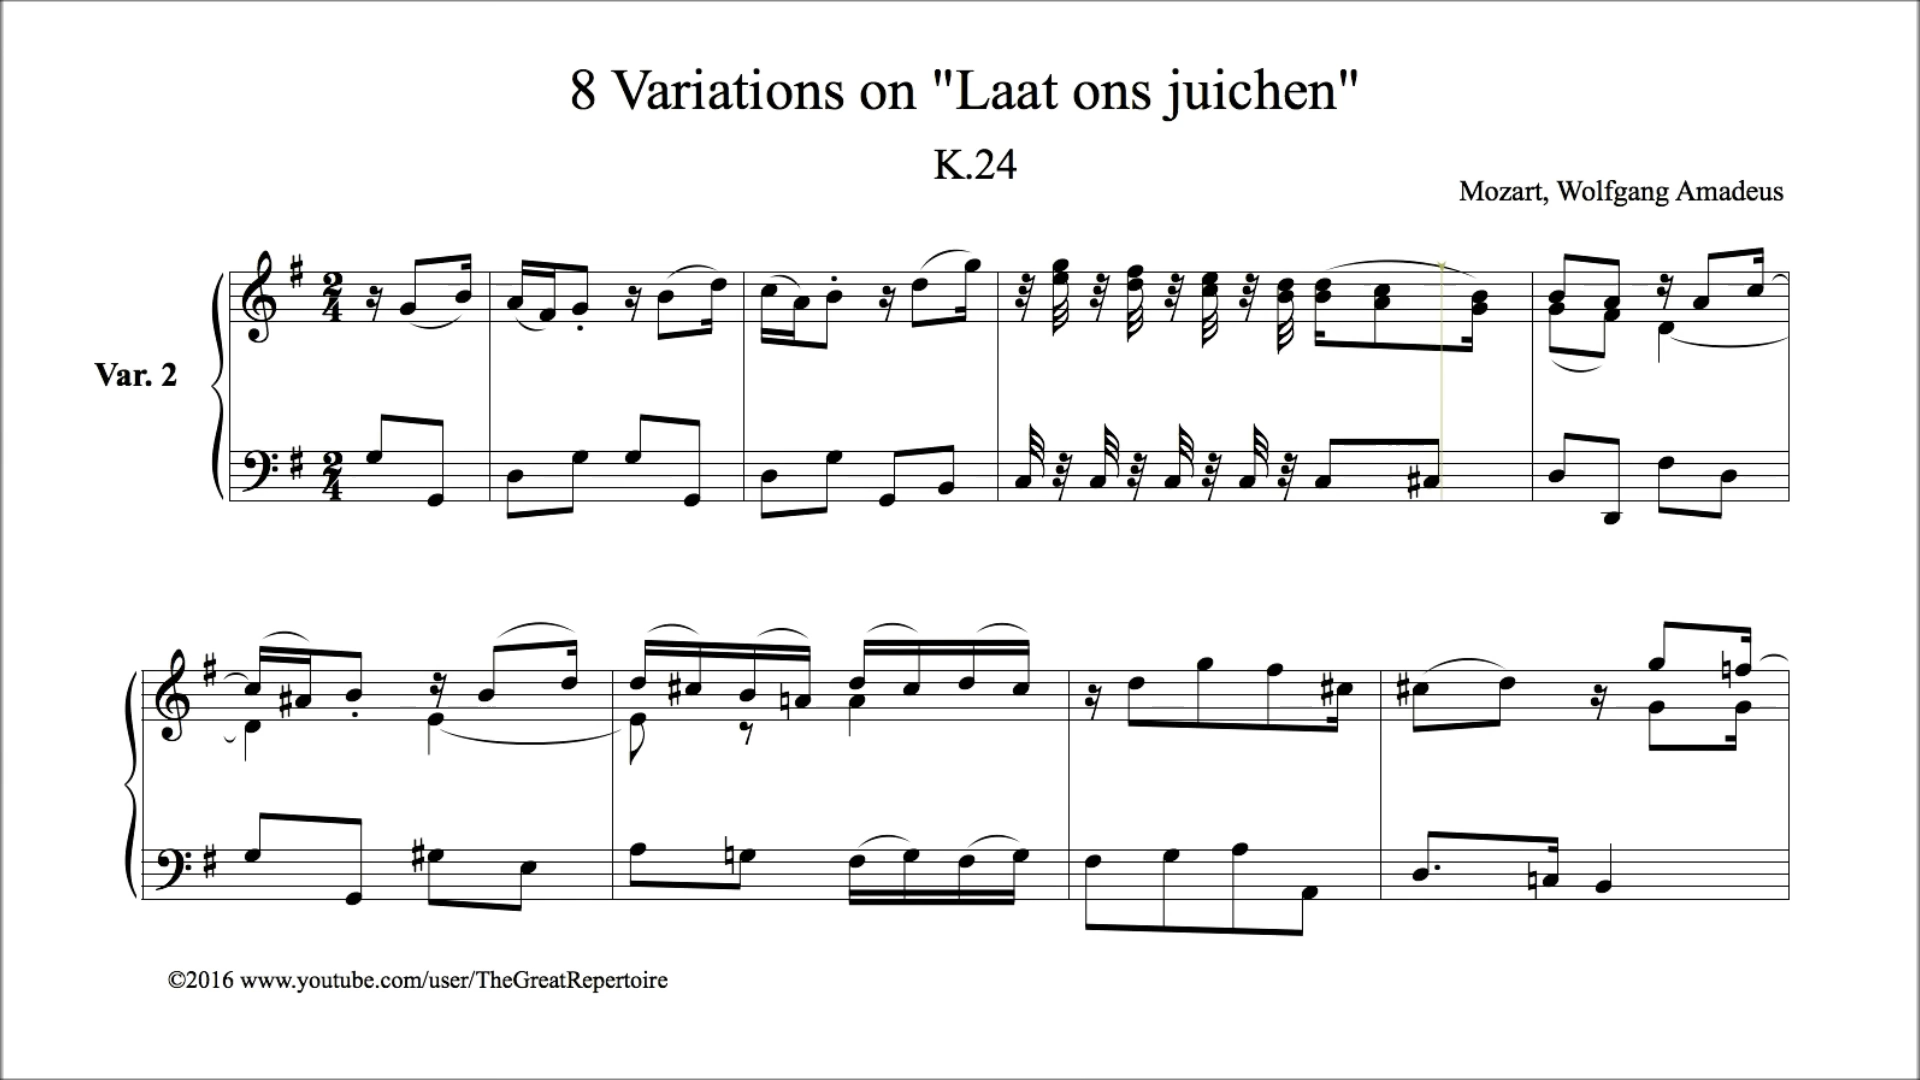 8 Variations on "Laat ons juichen"
K.24
Mozart, Wolfgang Amadeus
Var. 2
©2016 www.youtube.com/user/TheGreatRepertoire